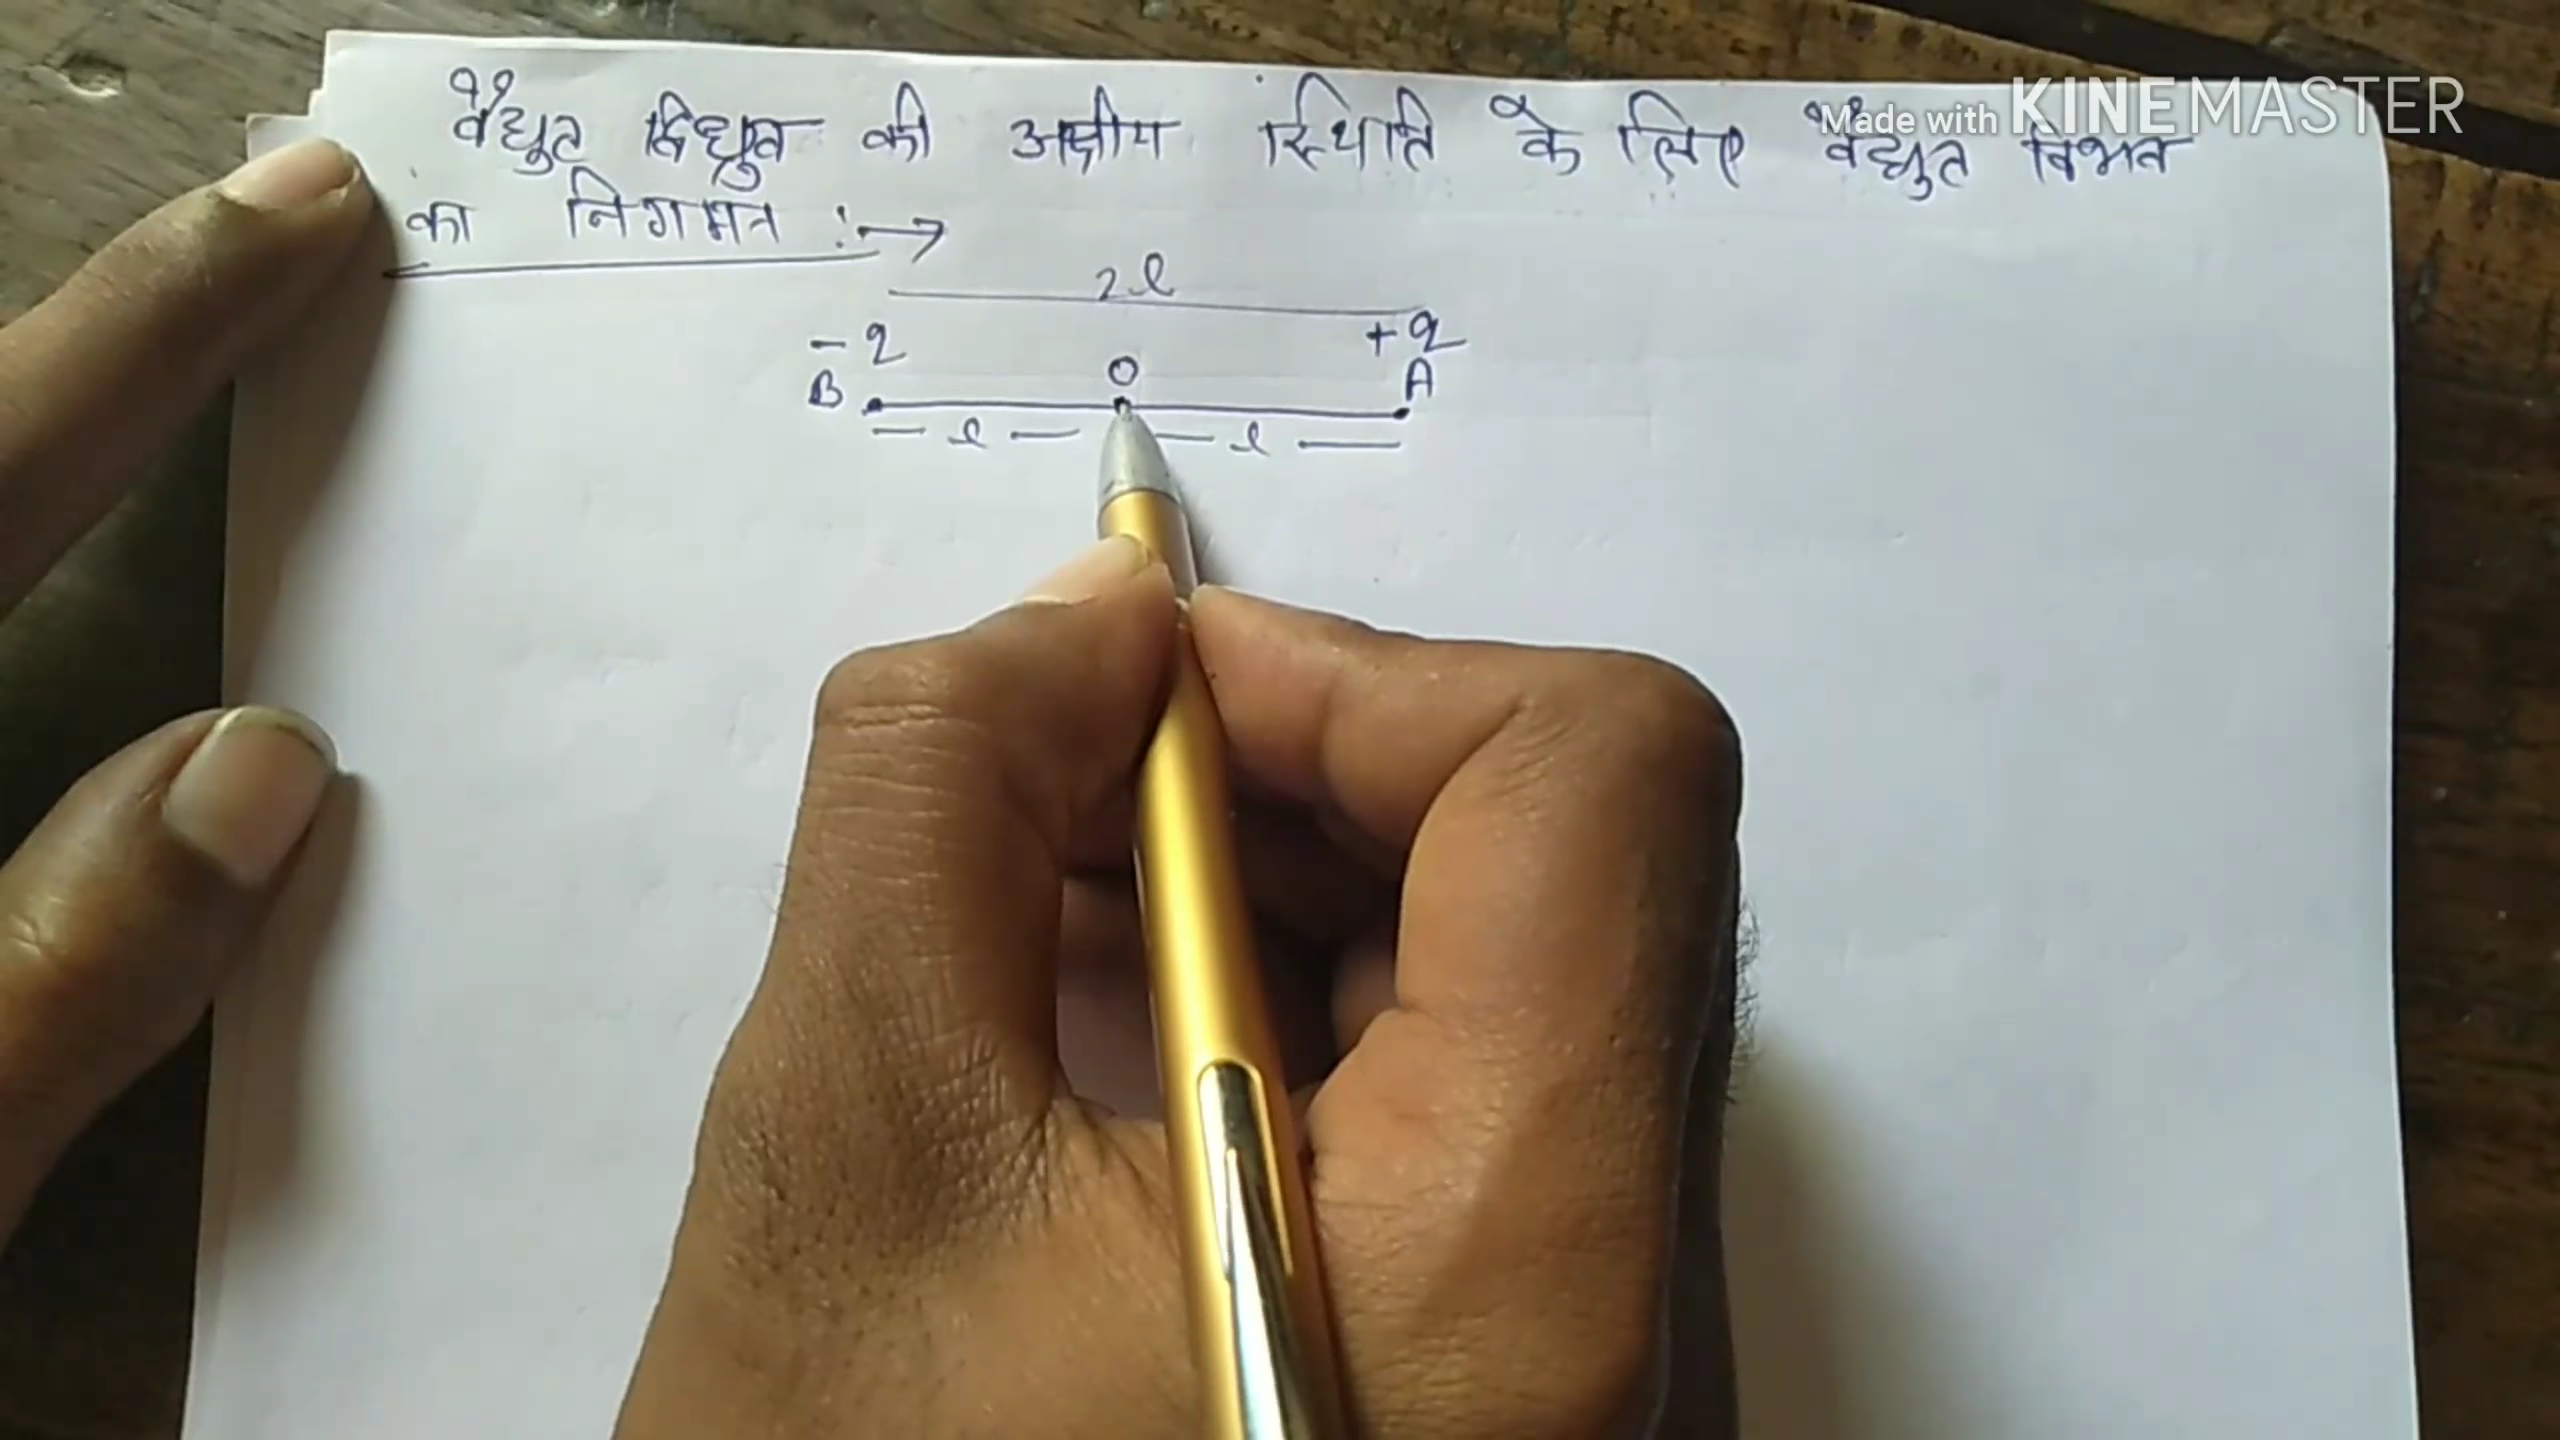 वैद्युत द्विध्रुव की अक्षीय स्थिति के लिए वैद्युत विभव
का निगमन :→
2l
- q + q
B O A
l l
Made with KINEMASTER